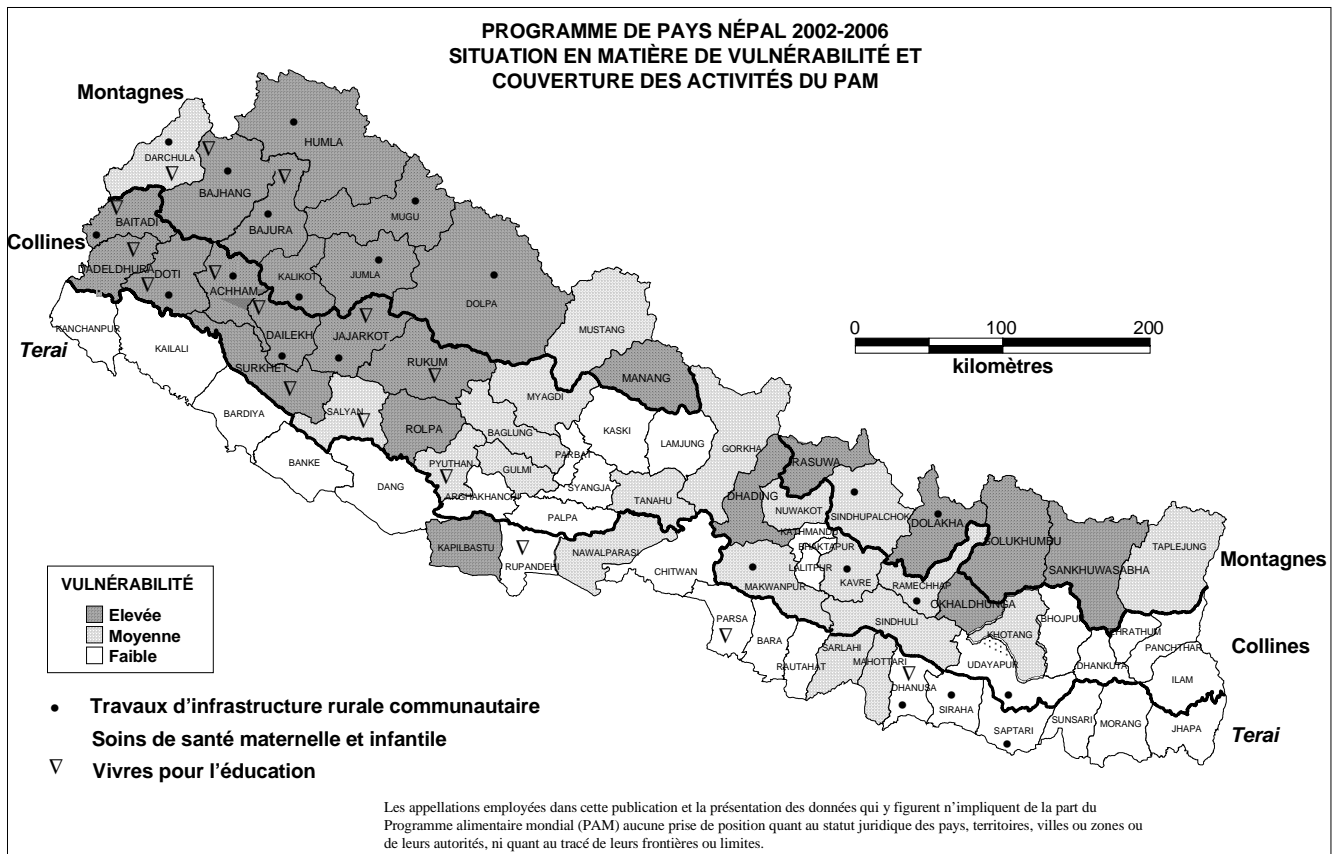 PROGRAMME DE PAYS NÉPAL 2002-2006
SITUATION EN MATIÈRE DE VULNÉRABILITÉ ET
COUVERTURE DES ACTIVITÉS DU PAM
Montagnes
HUMLA
DARCHULA
BAJHANG
MUGU
BAITADI
BAJURA
Collines
DADELDHURA
DOTI
ACHHAM
KALIKOT
JUMLA
DOLPA
KANCHANPUR
Terai
KAILALI
DAILEKH
JAJARKOT
MUSTANG
0 100 200
kilomètres
SURKHET
RUKUM
MANANG
BARDIYA
SALYAN
MYAGDI
ROLPA
BAGLUNG
KASKI
LAMJUNG
GORKHA
BANKE
PYUTHAN
GULMI
PARBAT
RASUWA
DANG
ARCHAKHANCHI
SYANGJA
TANAHU
DHADING
NUWAKOT
SINDHUPALCHOK
DOLAKHA
PALPA
KATHMANDU
BHAKTAPUR
SOLUKHUMBU
TAPLEJUNG
Montagnes
KAPILBASTU
RUPANDEHI
NAWALPARASI
CHITWAN
LALITPUR
MAKWANPUR
KAVRE
RAMECHHAP
SANKHUWASABHA
OKHALDHUNGA
PARSA
BARA
SINDHULI
KHOTANG
BHOJPUR
PANCHTHAR
Collines
RAUTAHAT
SARLAHI
MAHOTTARI
UDAYAPUR
DHANKUTA
ILAM
DHANUSA
SIRAHA
SAPTARI
SUNSARI
MORANG
JHAPA
Terai
VULNÉRABILITÉ
Elevée
Moyenne
Faible
Travaux d'infrastructure rurale communautaire
Soins de santé maternelle et infantile
Vivres pour l'éducation
Les appellations employées dans cette publication et la présentation des données qui y figurent n'impliquent de la part du
Programme alimentaire mondial (PAM) aucune prise de position quant au statut juridique des pays, territoires, villes ou zones ou
de leurs autorités, ni quant au tracé de leurs frontières ou limites.